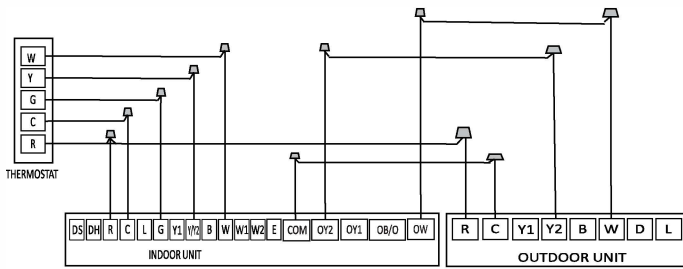 W
Y
G
C
R
THERMOSTAT
DS DH R C L G Y1 Y/Y2 B W W1 W2 E COM OY2 OY1 OB/O OW
INDOOR UNIT
R C Y1 Y2 B W D L
OUTDOOR UNIT